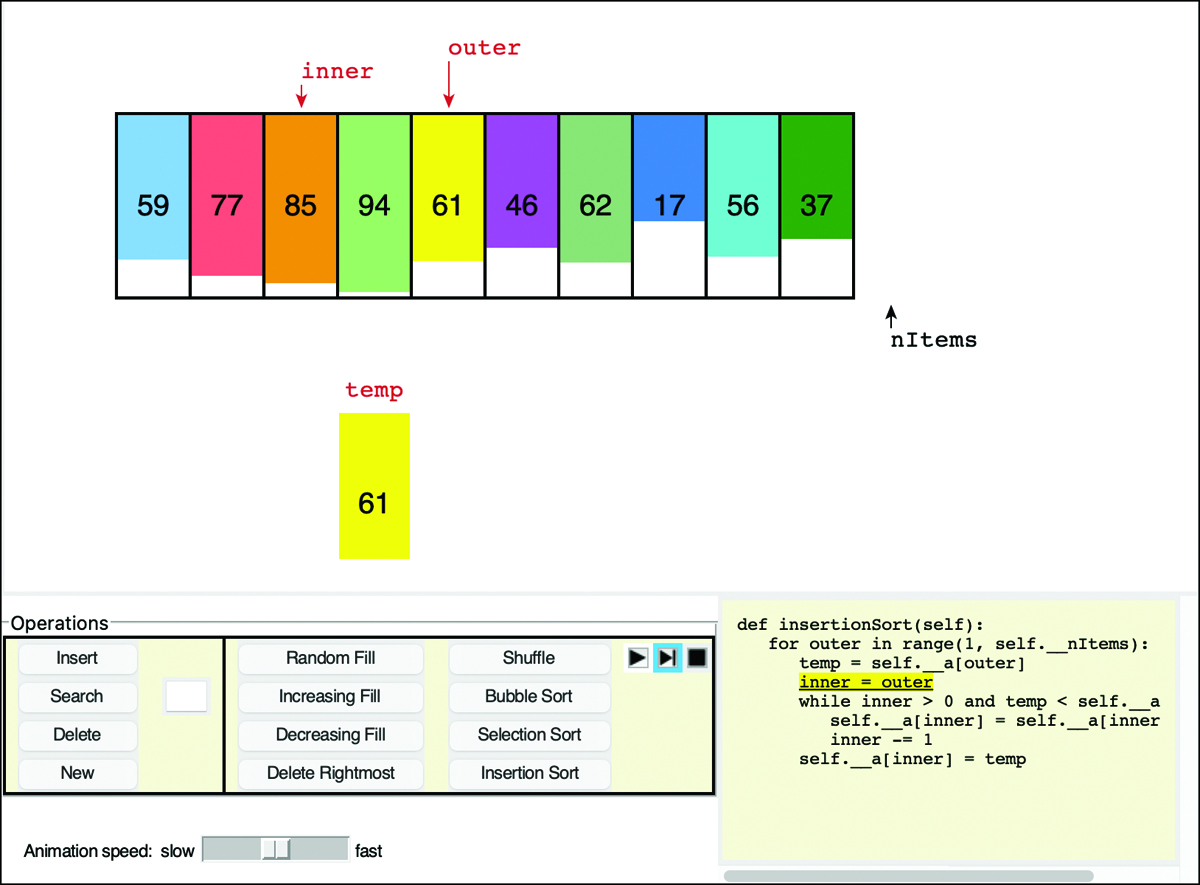 outer
inner
59 77 85 94 61 46 62 17 56 37
nItems
temp
61
Operations
Insert
Search
Delete
New
Random Fill
Increasing Fill
Decreasing Fill
Delete Rightmost
Shuffle
Bubble Sort
Selection Sort
Insertion Sort
Animation speed: slow fast
def insertionSort(self):
for outer in range(1, self.__nItems):
temp = self.__a[outer]
inner = outer
while inner > 0 and temp < self.__a
self.__a[inner] = self.__a[inner
inner -= 1
self.__a[inner] = temp